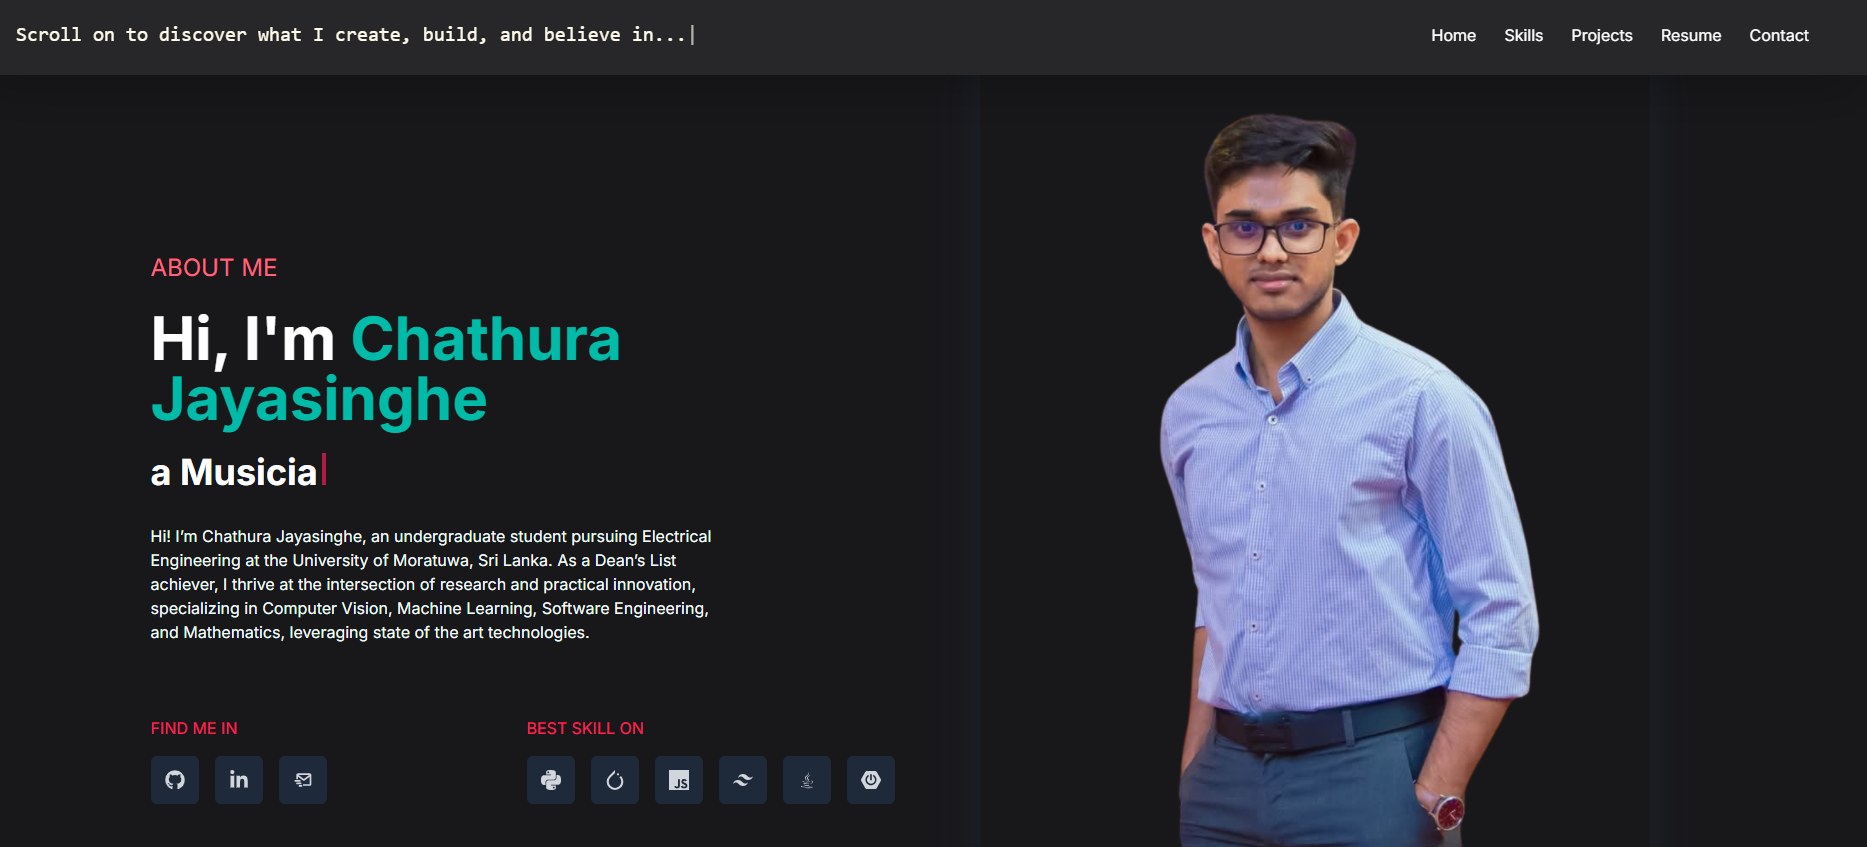 Scroll on to discover what I create, build, and believe in...|
Home Skills Projects Resume Contact
ABOUT ME
Hi, I'm Chathura
Jayasinghe
a Musicia|
Hi! I’m Chathura Jayasinghe, an undergraduate student pursuing Electrical
Engineering at the University of Moratuwa, Sri Lanka. As a Dean’s List
achiever, I thrive at the intersection of research and practical innovation,
specializing in Computer Vision, Machine Learning, Software Engineering,
and Mathematics, leveraging state of the art technologies.
FIND ME IN
BEST SKILL ON
in
JS